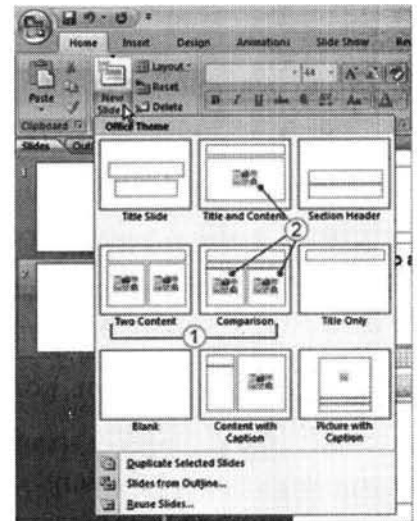 Home Insert Design Animations Slide Show
Layout
Reset
Delete
Paste
New Slide
44
Clipboard
Slides
Office Theme
1
Title Slide Title and Content Section Header
2
2
Two Content Comparison Title Only
1
Blank Content with Caption Picture with Caption
Duplicate Selected Slides
Slides from Outline...
Reuse Slides...